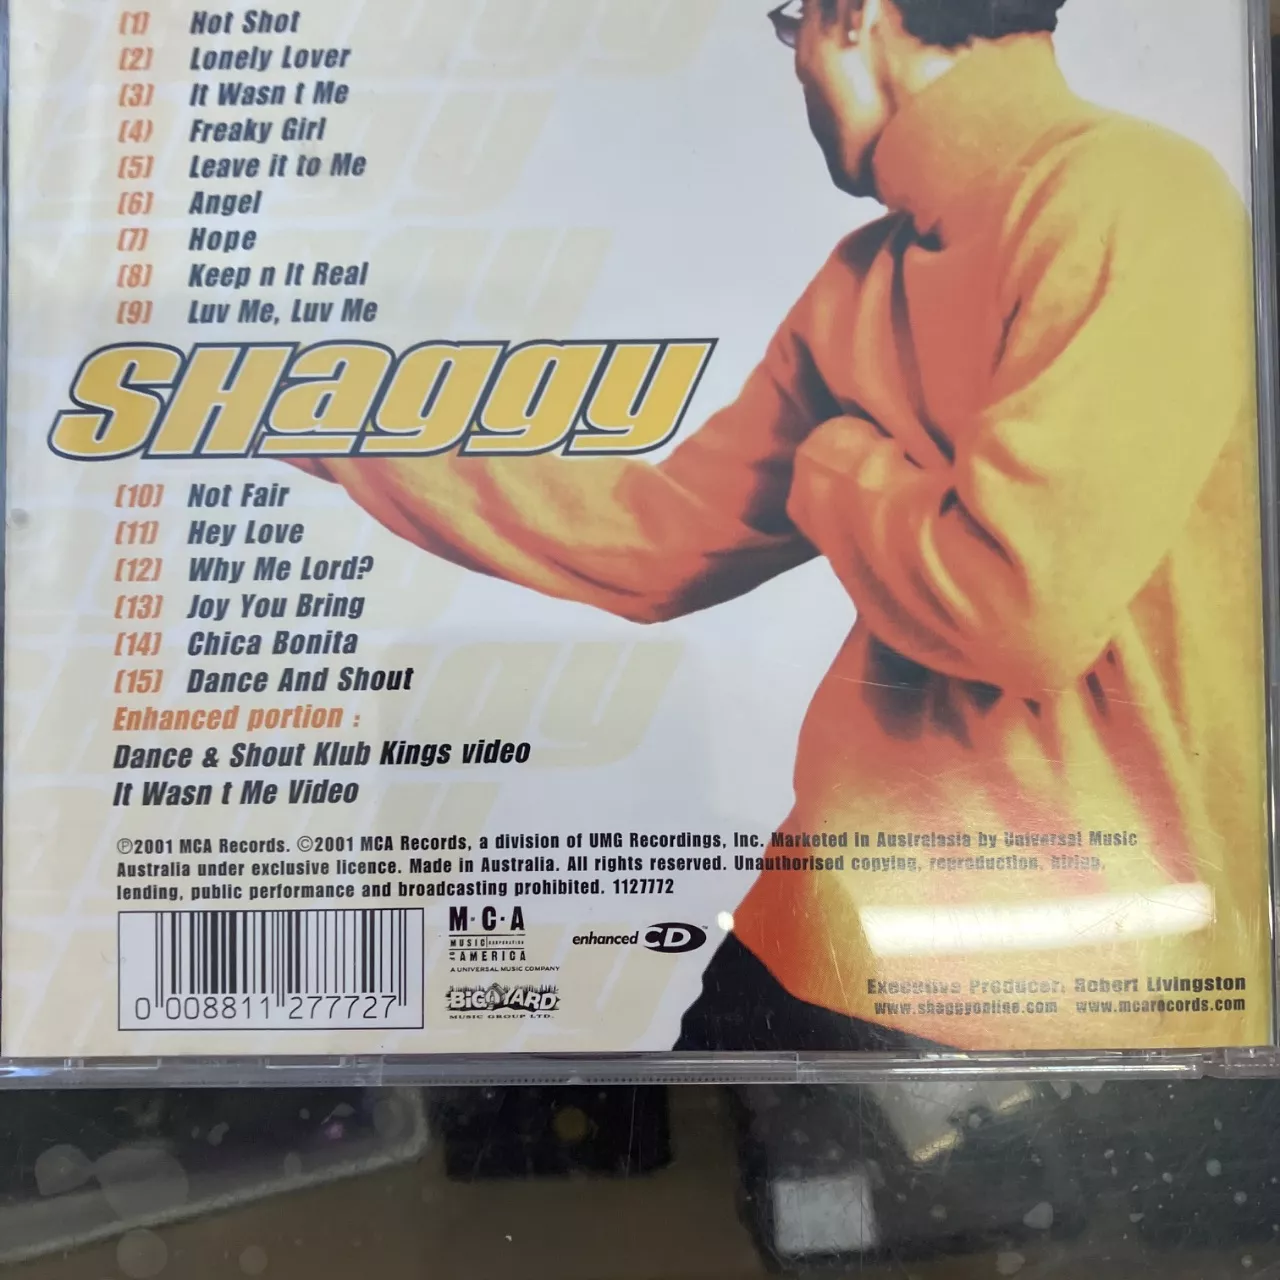 (1) Hot Shot
(2) Lonely Lover
(3) It Wasn t Me
(4) Freaky Girl
(5) Leave it to Me
(6) Angel
(7) Hope
(8) Keep n It Real
(9) Luv Me, Luv Me
SHaggy
(10) Not Fair
(11) Hey Love
(12) Why Me Lord?
(13) Joy You Bring
(14) Chica Bonita
(15) Dance And Shout
Enhanced portion :
Dance & Shout Klub Kings video
It Wasn t Me Video
℗2001 MCA Records. ©2001 MCA Records, a division of UMG Recordings, Inc. Marketed in Australasia by Universal Music
Australia under exclusive licence. Made in Australia. All rights reserved. Unauthorised copying, reproduction, hiring,
lending, public performance and broadcasting prohibited. 1127772
M·C·A
MUSIC CORPORATION
OF AMERICA
A UNIVERSAL MUSIC COMPANY
BIG YARD
MUSIC GROUP LTD.
enhanced CD™
0 008811 277727
Executive Producer. Robert Livingston
www.shaggyonline.com www.mcarecords.com